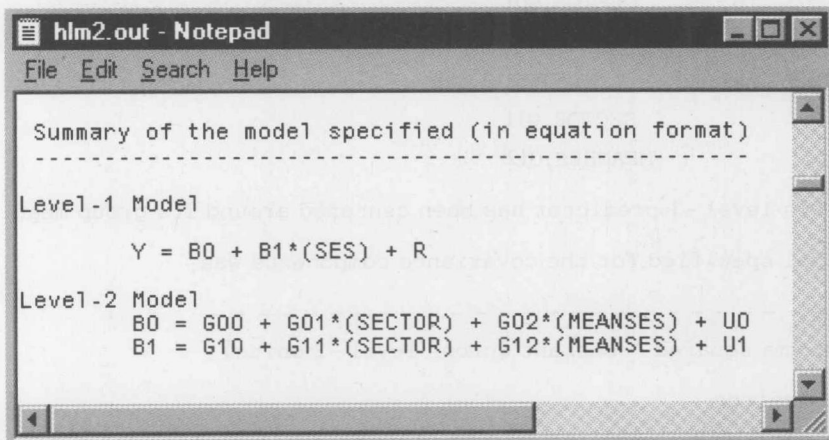 hlm2.out - Notepad
File Edit Search Help
Summary of the model specified (in equation format)
---------------------------------------------------
Level-1 Model
Y = B0 + B1*(SES) + R
Level-2 Model
B0 = G00 + G01*(SECTOR) + G02*(MEANSES) + U0
B1 = G10 + G11*(SECTOR) + G12*(MEANSES) + U1